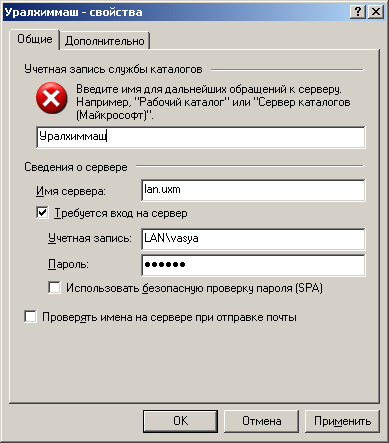 Уралхиммаш - свойства
Общие Дополнительно
Учетная запись службы каталогов
Введите имя для дальнейших обращений к серверу.
Например, "Рабочий каталог" или "Сервер каталогов
(Майкрософт)".
Уралхиммаш
Сведения о сервере
Имя сервера: lan.uxm
Требуется вход на сервер
Учетная запись: LAN\vasya
Пароль: ●●●●●●
Использовать безопасную проверку пароля (SPA)
Проверять имена на сервере при отправке почты
OK Отмена Применить